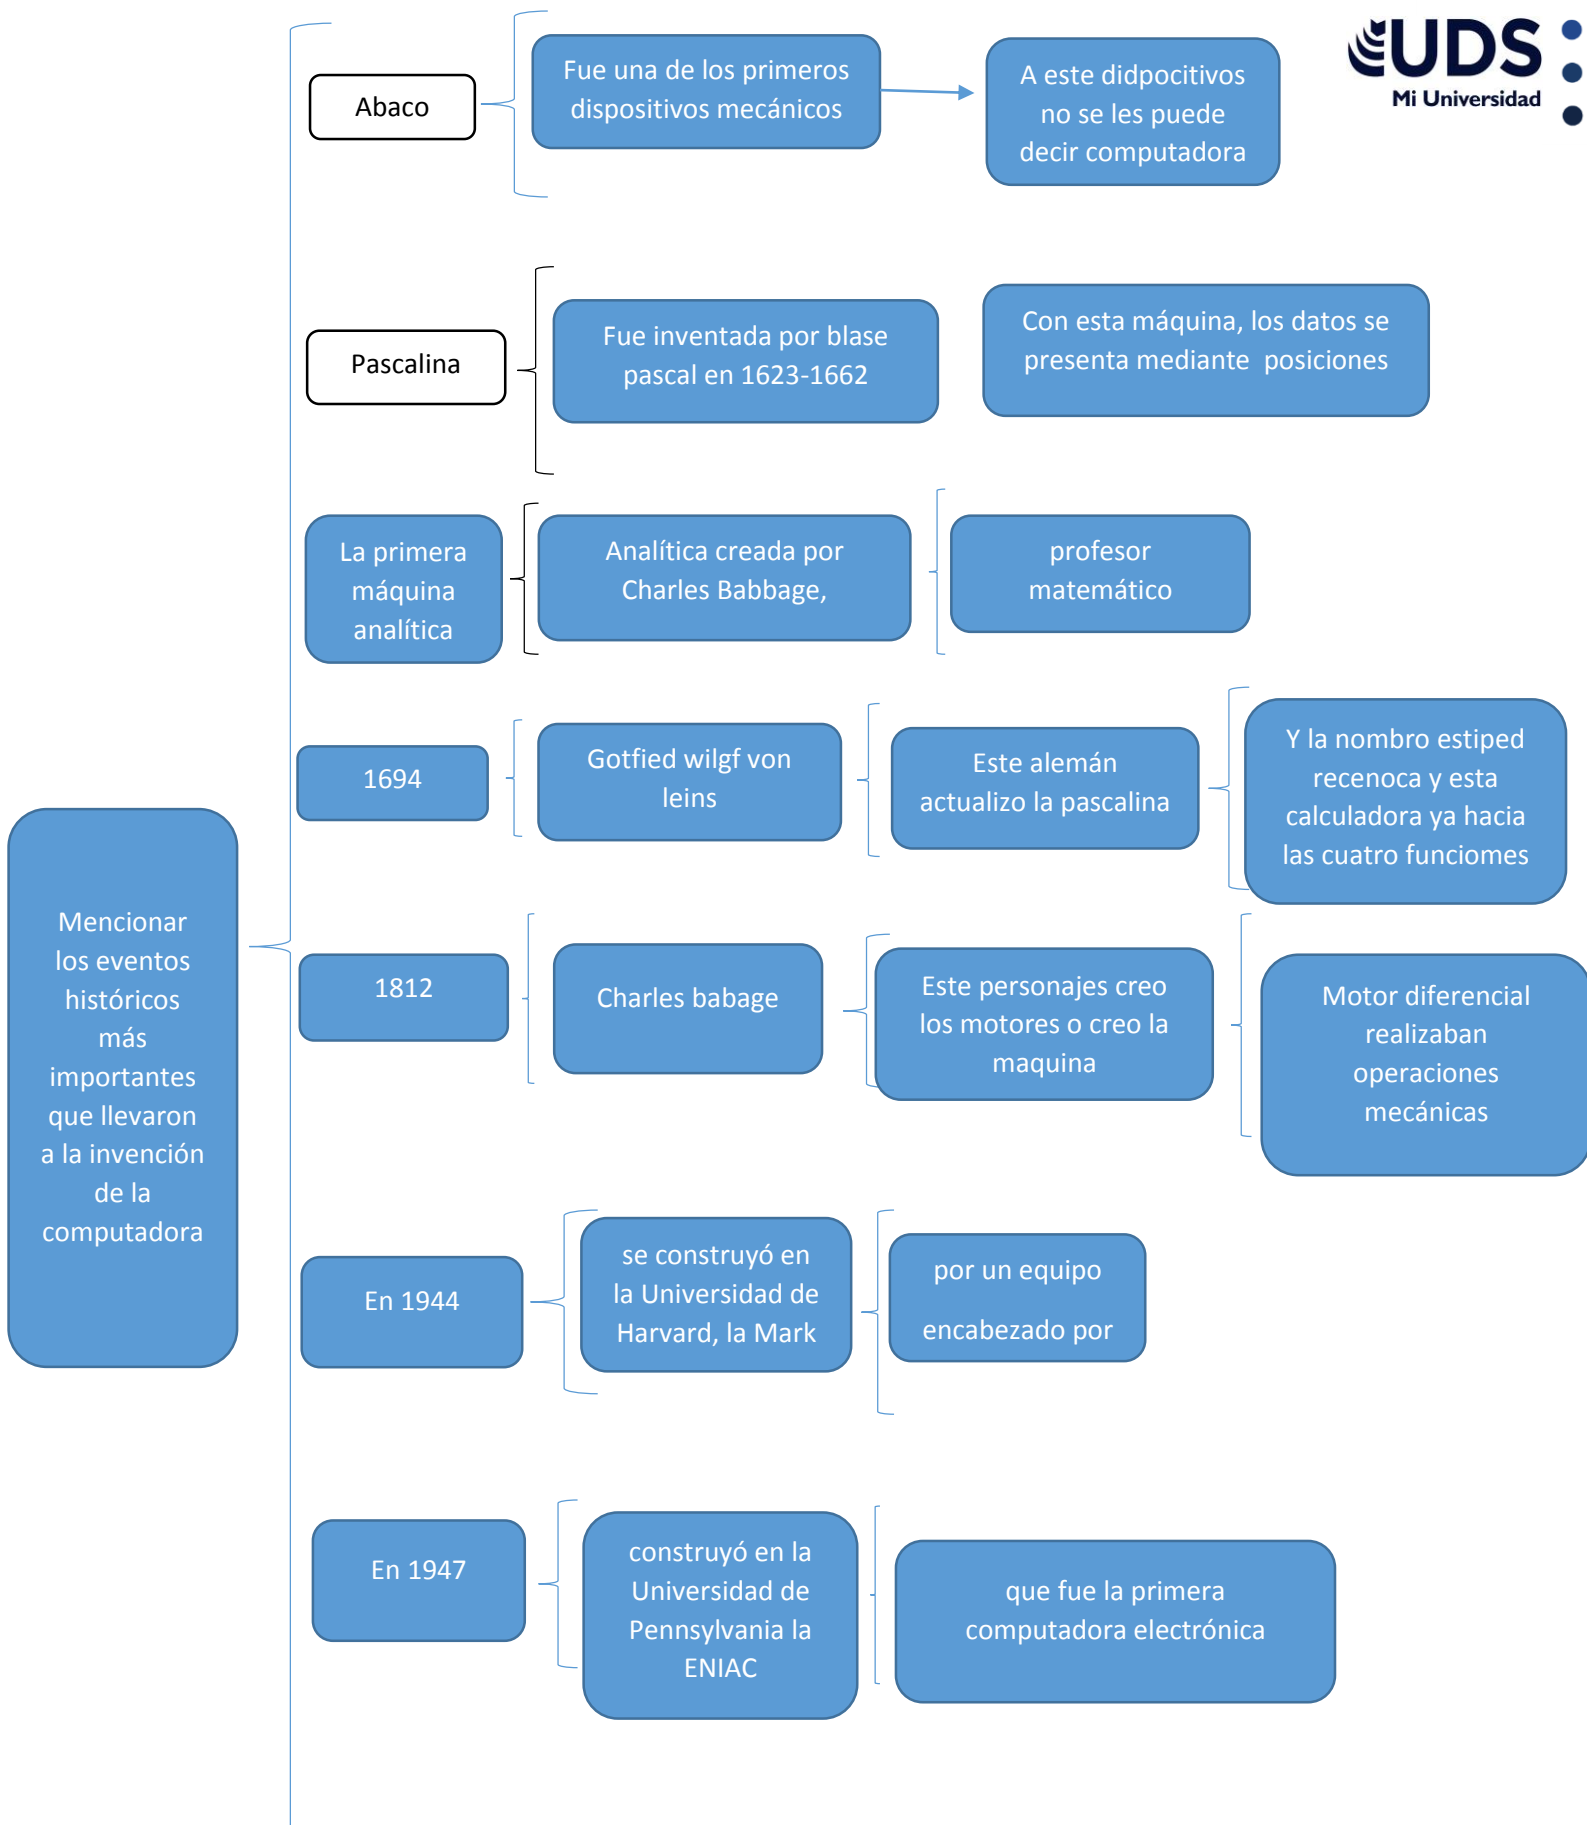 UDS
Mi Universidad
Abaco
Fue una de los primeros
dispositivos mecánicos
A este didpocitivos
no se les puede
decir computadora
Pascalina
Fue inventada por blase
pascal en 1623-1662
Con esta máquina, los datos se
presenta mediante posiciones
La primera
máquina
analítica
Analítica creada por
Charles Babbage,
profesor
matemático
1694
Gotfied wilgf von
leins
Este alemán
actualizo la pascalina
Y la nombro estiped
recenoca y esta
calculadora ya hacia
las cuatro funciomes
Mencionar
los eventos
históricos
más
importantes
que llevaron
a la invención
de la
computadora
1812
Charles babage
Este personajes creo
los motores o creo la
maquina
Motor diferencial
realizaban
operaciones
mecánicas
En 1944
se construyó en
la Universidad de
Harvard, la Mark
por un equipo
encabezado por
En 1947
construyó en la
Universidad de
Pennsylvania la
ENIAC
que fue la primera
computadora electrónica